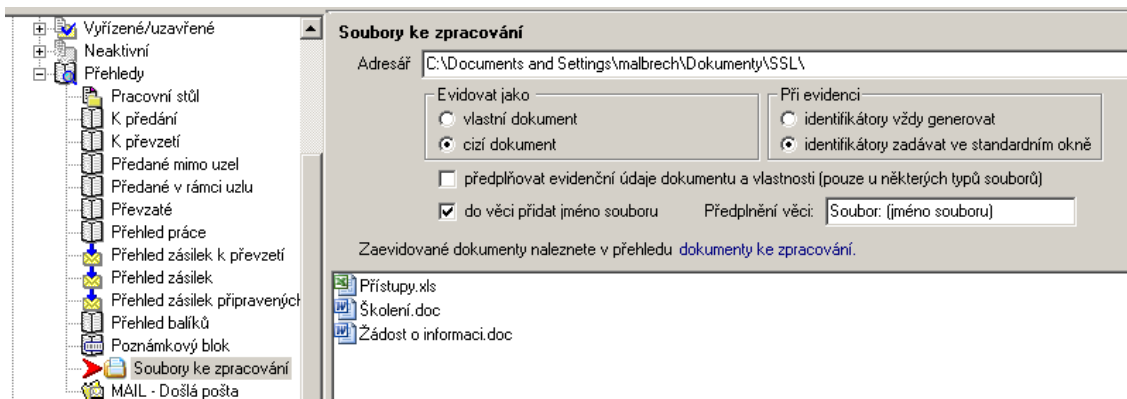 Vyřízené/uzavřené
Neaktivní
Přehledy
Pracovní stůl
K předání
K převzetí
Předané mimo uzel
Předané v rámci uzlu
Převzaté
Přehled práce
Přehled zásilek k převzetí
Přehled zásilek
Přehled zásilek připravených
Přehled balíků
Poznámkový blok
Soubory ke zpracování
MAIL - Došlá pošta
Soubory ke zpracování
Adresář C:\Documents and Settings\malbrech\Dokumenty\SSL\
Evidovat jako
vlastní dokument
cizí dokument
Při evidenci
identifikátory vždy generovat
identifikátory zadávat ve standardním okně
předplňovat evidenční údaje dokumentu a vlastnosti (pouze u některých typů souborů)
do věci přidat jméno souboru Předplnění věci: Soubor: (jméno souboru)
Zaevidované dokumenty naleznete v přehledu dokumenty ke zpracování.
Přístupy.xls
Školení.doc
Žádost o informaci.doc